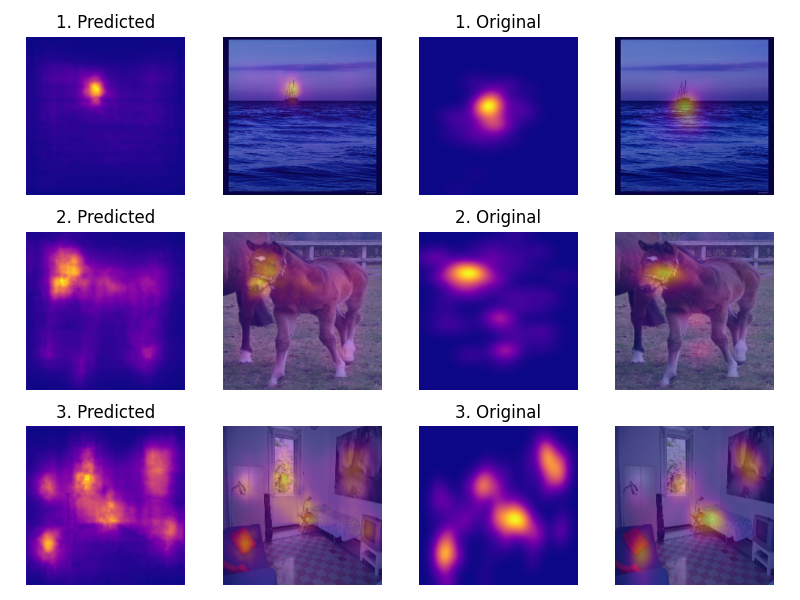 1. Predicted
1. Original
2. Predicted
2. Original
3. Predicted
3. Original